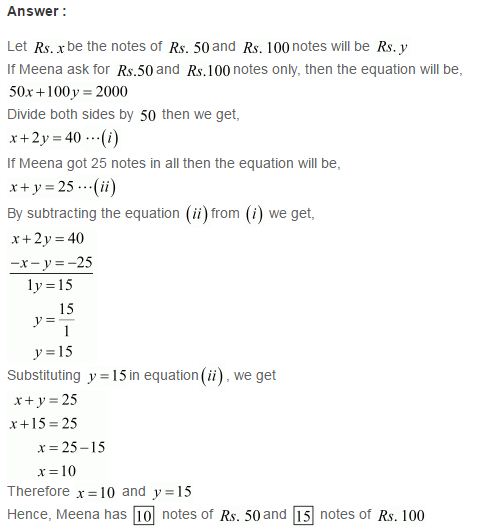 Answer :
Let Rs. x be the notes of Rs. 50 and Rs. 100 notes will be Rs. y
If Meena ask for Rs.50 and Rs.100 notes only, then the equation will be,
50x+100y=2000
Divide both sides by 50 then we get,
x+2y=40 ⋯(i)
If Meena got 25 notes in all then the equation will be,
x+y=25 ⋯(ii)
By subtracting the equation (ii) from (i) we get,
x+2y=40
−x−y=−25
1y=15
y=15/1
y=15
Substituting y=15 in equation (ii), we get
x+y=25
x+15=25
x=25−15
x=10
Therefore x=10 and y=15
Hence, Meena has 10 notes of Rs. 50 and 15 notes of Rs. 100